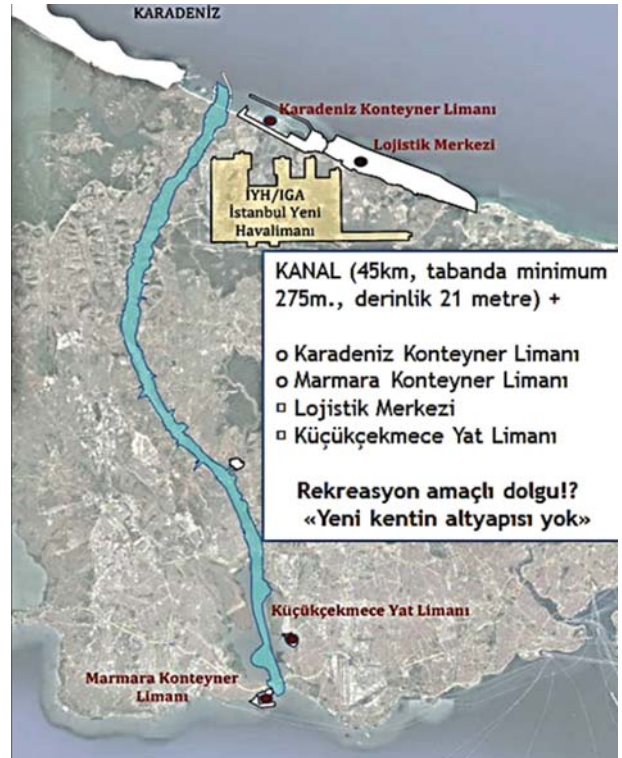 KARADENİZ
Karadeniz Konteyner Limanı
Lojistik Merkezi
İYH/IGA
İstanbul Yeni
Havalimanı
KANAL (45km, tabanda minimum
275m., derinlik 21 metre) +
o Karadeniz Konteyner Limanı
o Marmara Konteyner Limanı
▫ Lojistik Merkezi
▫ Küçükçekmece Yat Limanı
Rekreasyon amaçlı dolgu!?
«Yeni kentin altyapısı yok»
Küçükçekmece Yat Limanı
Marmara Konteyner
Limanı